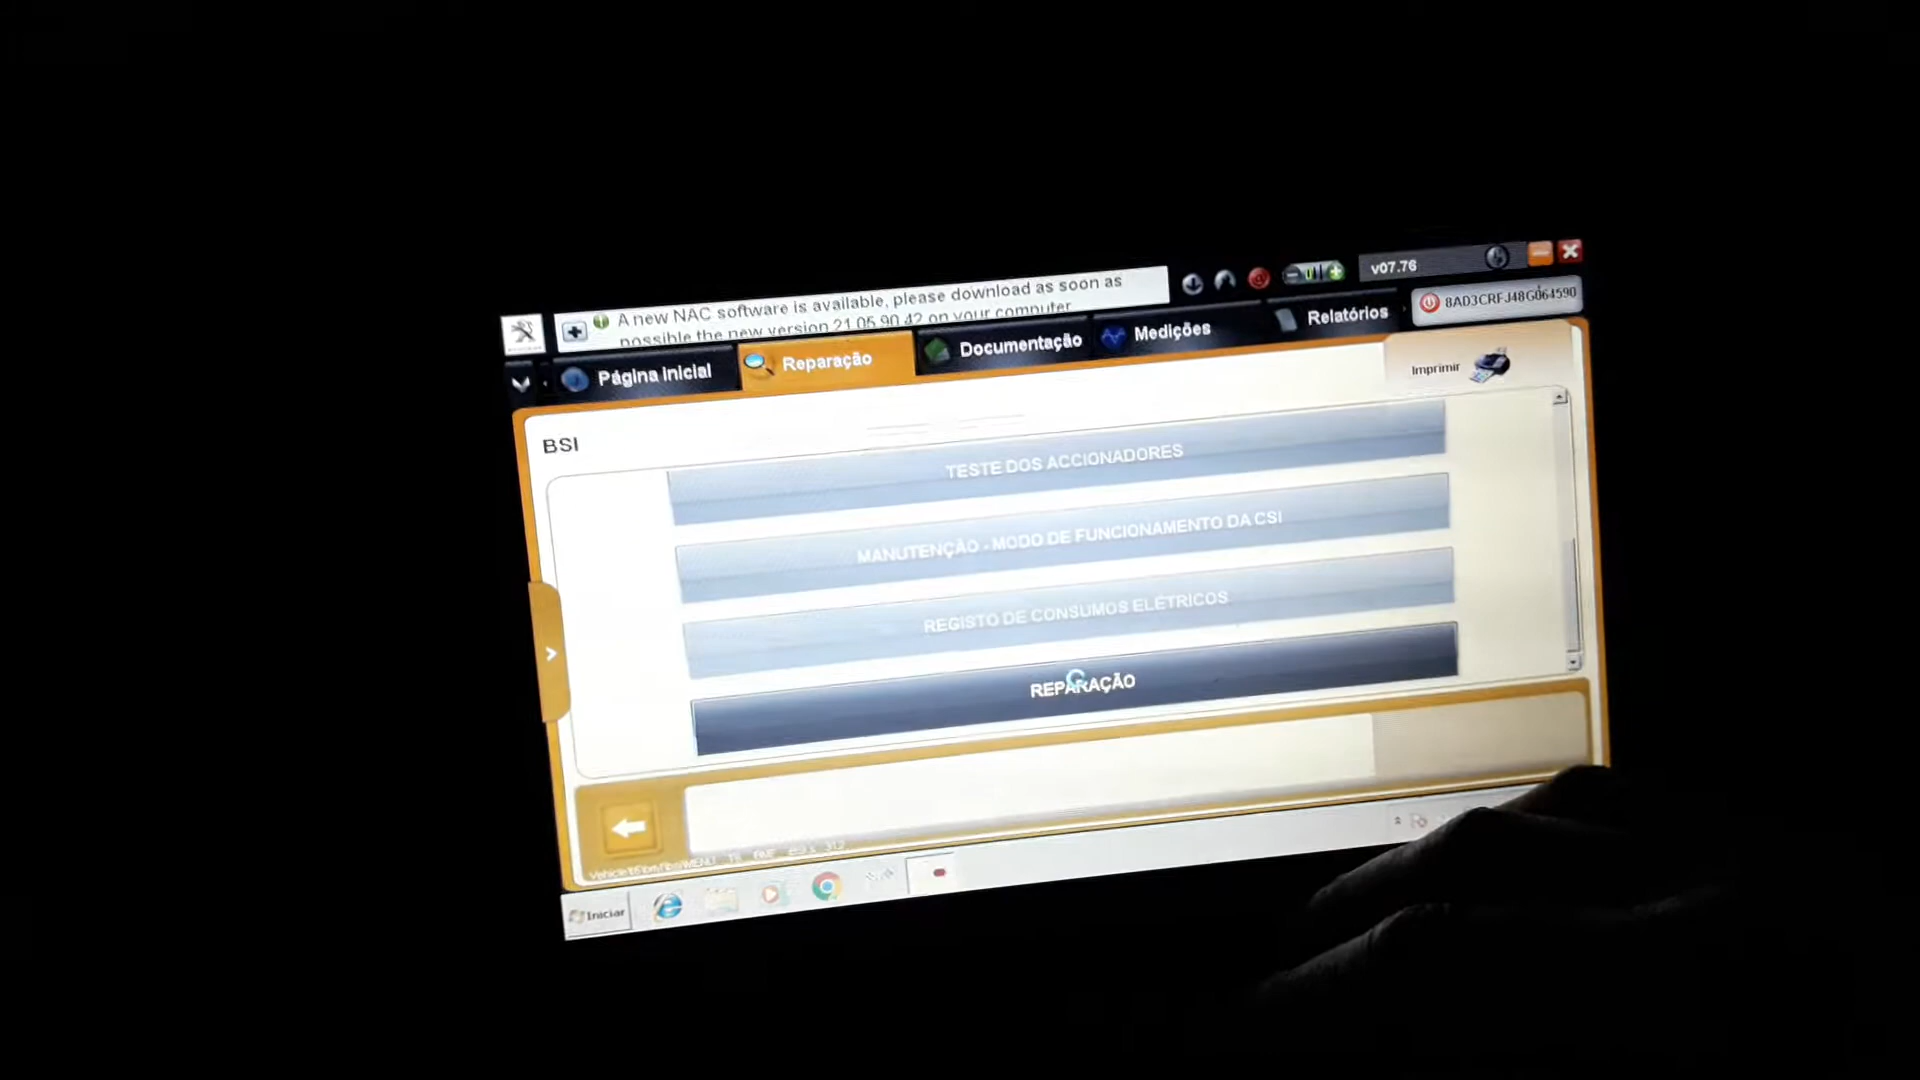 A new NAC software is available, please download as soon as
possible the new version 21.05.90.42 on your computer
v07.76
8AD3CRFJ48G064590
Página inicial
Reparação
Documentação
Medições
Relatórios
Imprimir
BSI
TESTE DOS ACCIONADORES
MANUTENÇÃO - MODO DE FUNCIONAMENTO DA CSI
REGISTO DE CONSUMOS ELÉTRICOS
REPARAÇÃO
Iniciar